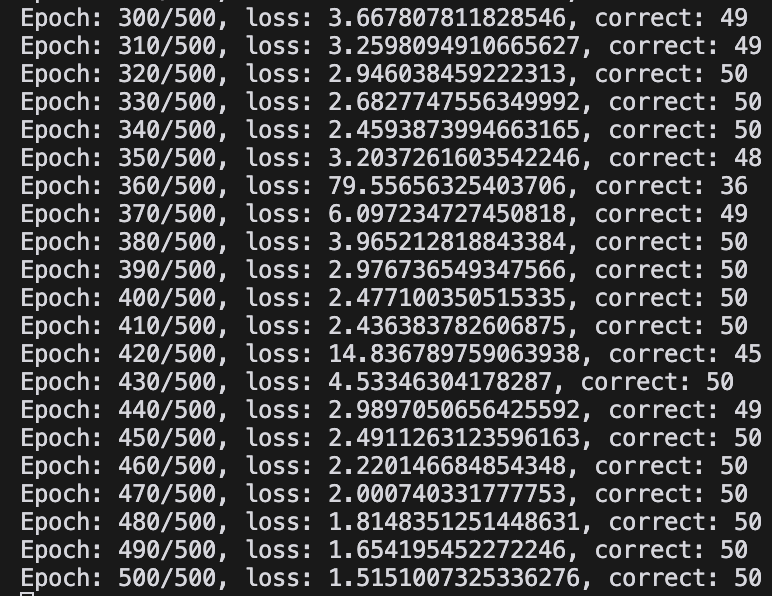 Epoch: 300/500, loss: 3.667807811828546, correct: 49
Epoch: 310/500, loss: 3.2598094910665627, correct: 49
Epoch: 320/500, loss: 2.946038459222313, correct: 50
Epoch: 330/500, loss: 2.6827747556349992, correct: 50
Epoch: 340/500, loss: 2.4593873994663165, correct: 50
Epoch: 350/500, loss: 3.2037261603542246, correct: 48
Epoch: 360/500, loss: 79.55656325403706, correct: 36
Epoch: 370/500, loss: 6.097234727450818, correct: 49
Epoch: 380/500, loss: 3.965212818843384, correct: 50
Epoch: 390/500, loss: 2.976736549347566, correct: 50
Epoch: 400/500, loss: 2.477100350515335, correct: 50
Epoch: 410/500, loss: 2.436383782606875, correct: 50
Epoch: 420/500, loss: 14.836789759063938, correct: 45
Epoch: 430/500, loss: 4.53346304178287, correct: 50
Epoch: 440/500, loss: 2.9897050656425592, correct: 49
Epoch: 450/500, loss: 2.4911263123596163, correct: 50
Epoch: 460/500, loss: 2.220146684854348, correct: 50
Epoch: 470/500, loss: 2.000740331777753, correct: 50
Epoch: 480/500, loss: 1.8148351251448631, correct: 50
Epoch: 490/500, loss: 1.654195452272246, correct: 50
Epoch: 500/500, loss: 1.5151007325336276, correct: 50